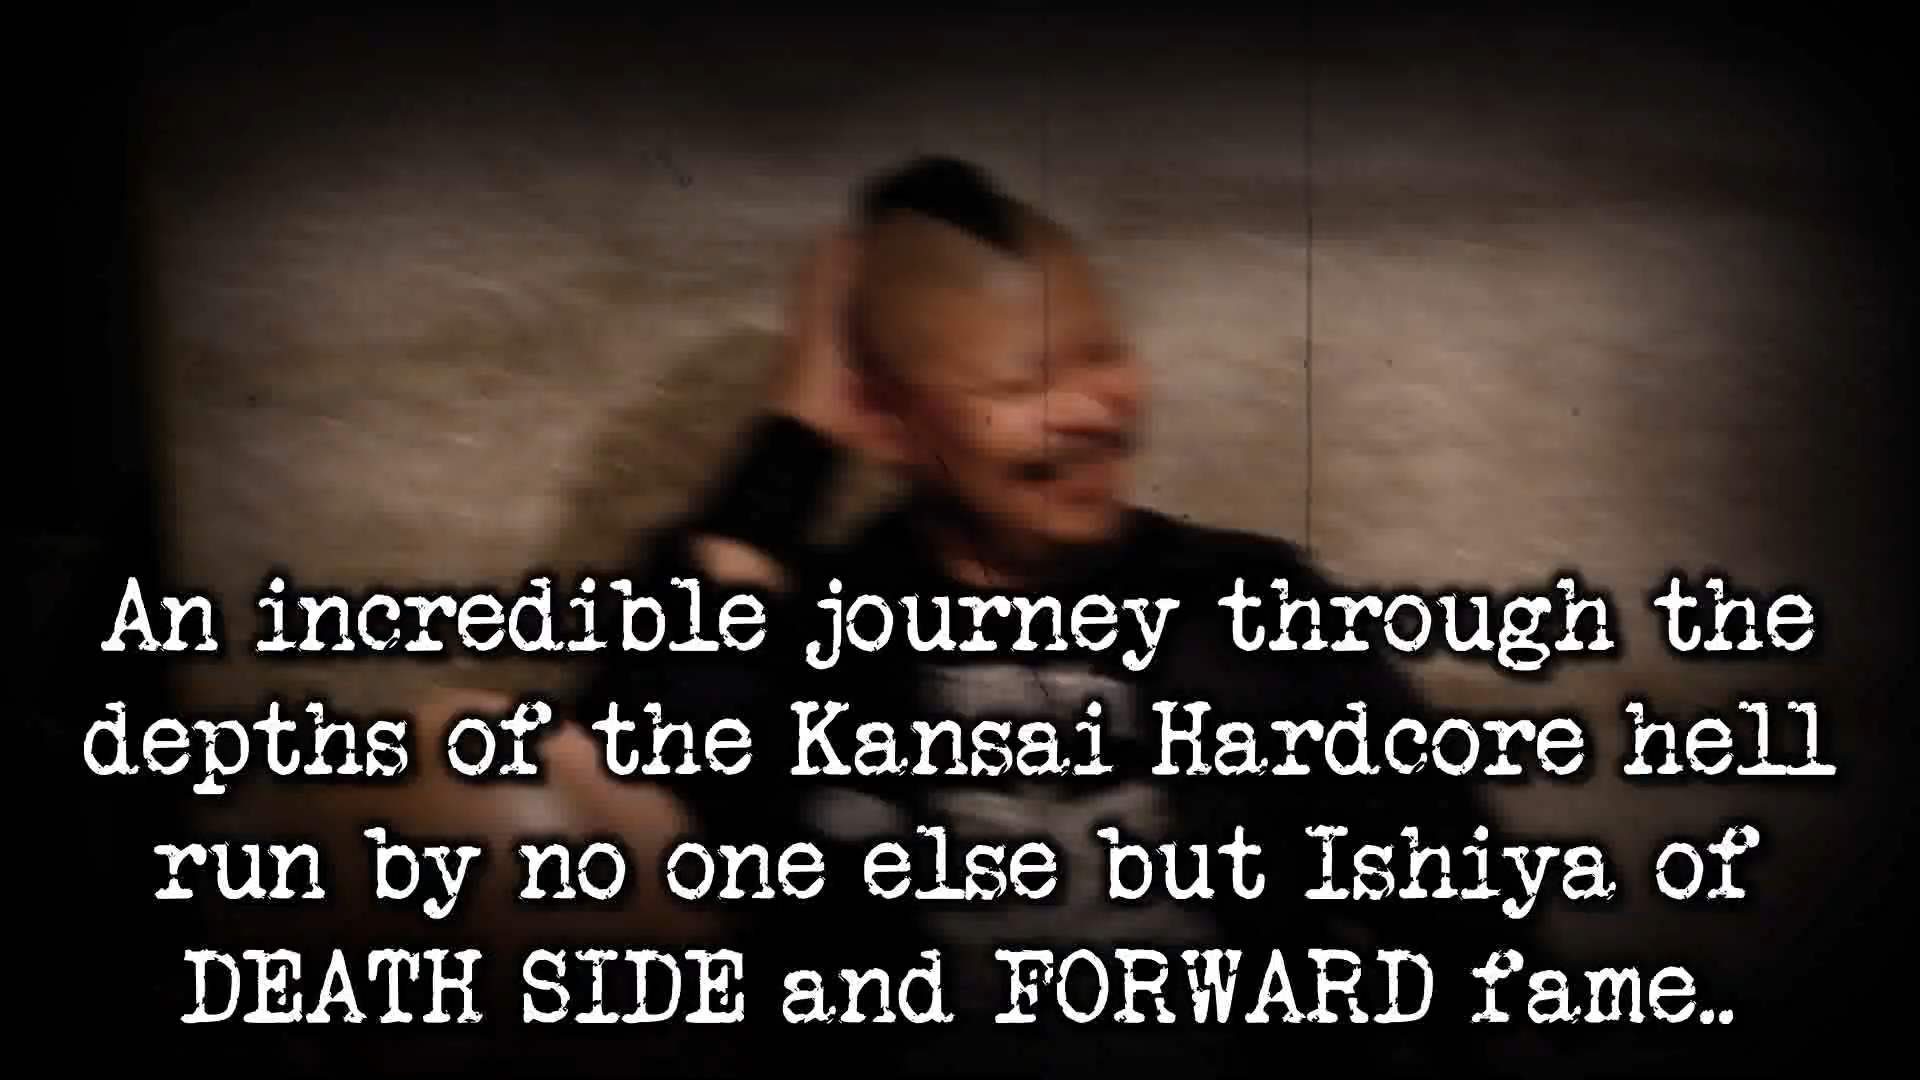 An incredible journey through the
depths of the Kansai Hardcore hell
run by no one else but Ishiya of
DEATH SIDE and FORWARD fame..